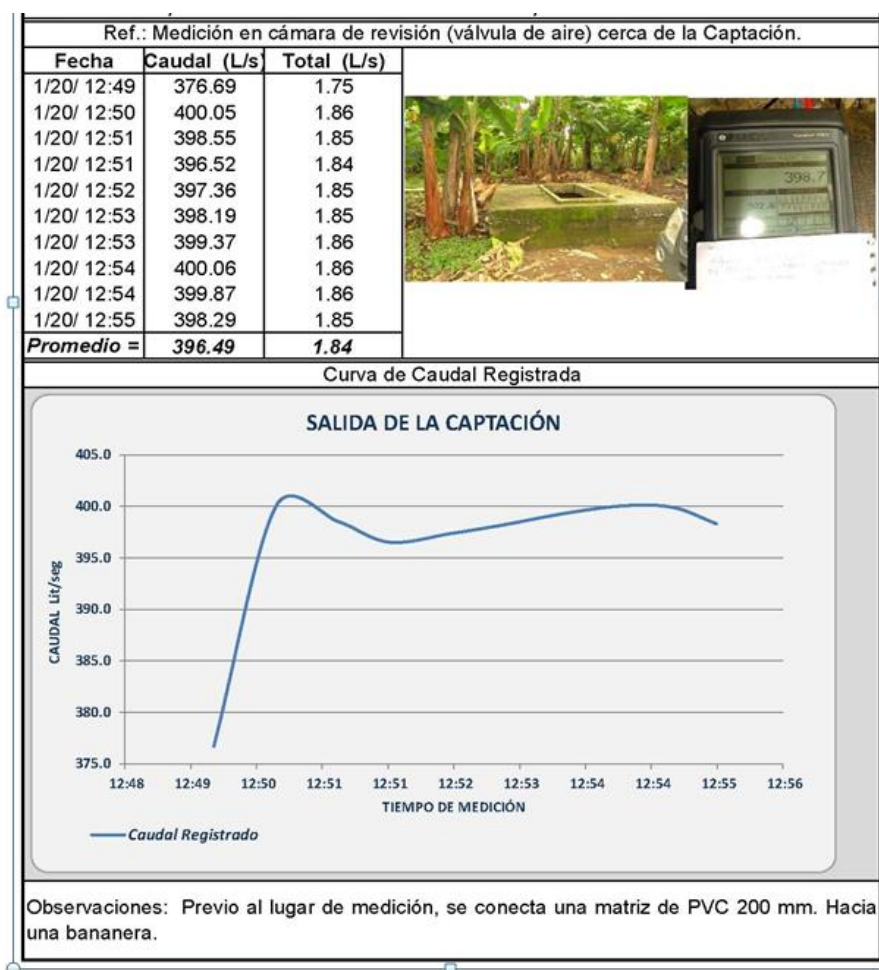 Ref.: Medición en cámara de revisión (válvula de aire) cerca de la Captación.
Fecha Caudal (L/s) Total (L/s)
1/20/ 12:49 376.69 1.75
1/20/ 12:50 400.05 1.86
1/20/ 12:51 398.55 1.85
1/20/ 12:51 396.52 1.84
1/20/ 12:52 397.36 1.85
1/20/ 12:53 398.19 1.85
1/20/ 12:53 399.37 1.86
1/20/ 12:54 400.06 1.86
1/20/ 12:54 399.87 1.86
1/20/ 12:55 398.29 1.85
Promedio = 396.49 1.84
398.7
Curva de Caudal Registrada
SALIDA DE LA CAPTACIÓN
CAUDAL Lit/seg
405.0
400.0
395.0
390.0
385.0
380.0
375.0
12:48 12:49 12:50 12:51 12:51 12:52 12:53 12:54 12:54 12:55 12:56
TIEMPO DE MEDICIÓN
Caudal Registrado
Observaciones: Previo al lugar de medición, se conecta una matriz de PVC 200 mm. Hacia
una bananera.